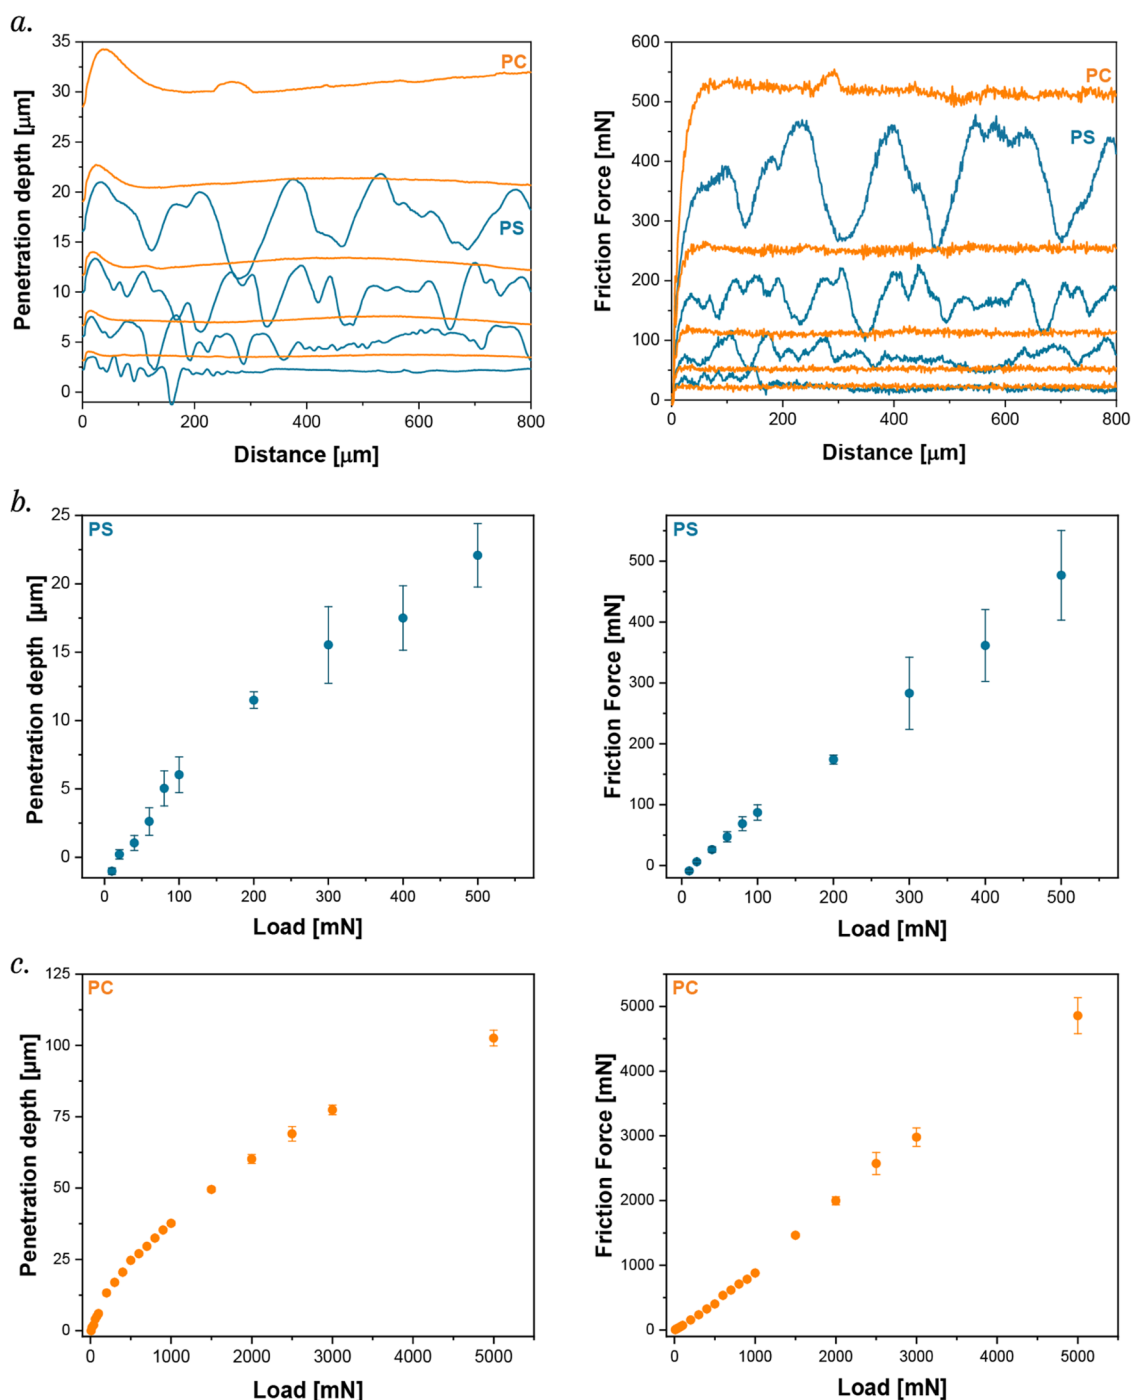 a.
35
30
25
20
15
10
5
0
Penetration depth [μm]
PC
PS
0 200 400 600 800
Distance [μm]
600
500
400
300
200
100
0
Friction Force [mN]
PC
PS
0 200 400 600 800
Distance [μm]
b.
25
20
15
10
5
0
Penetration depth [μm]
PS
0 100 200 300 400 500
Load [mN]
500
400
300
200
100
0
Friction Force [mN]
PS
0 100 200 300 400 500
Load [mN]
c.
125
100
75
50
25
0
Penetration depth [μm]
PC
0 1000 2000 3000 4000 5000
Load [mN]
5000
4000
3000
2000
1000
0
Friction Force [mN]
PC
0 1000 2000 3000 4000 5000
Load [mN]